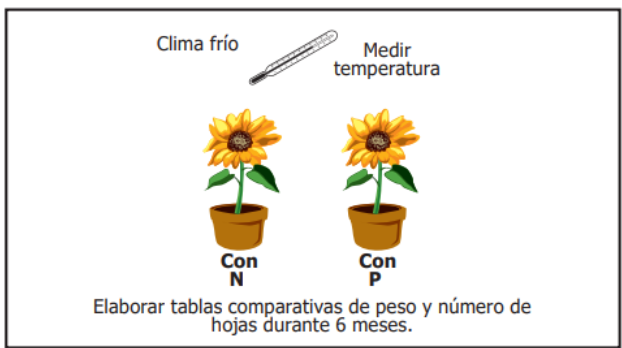 Clima frío
Medir
temperatura
Con
N
Con
P
Elaborar tablas comparativas de peso y número de
hojas durante 6 meses.